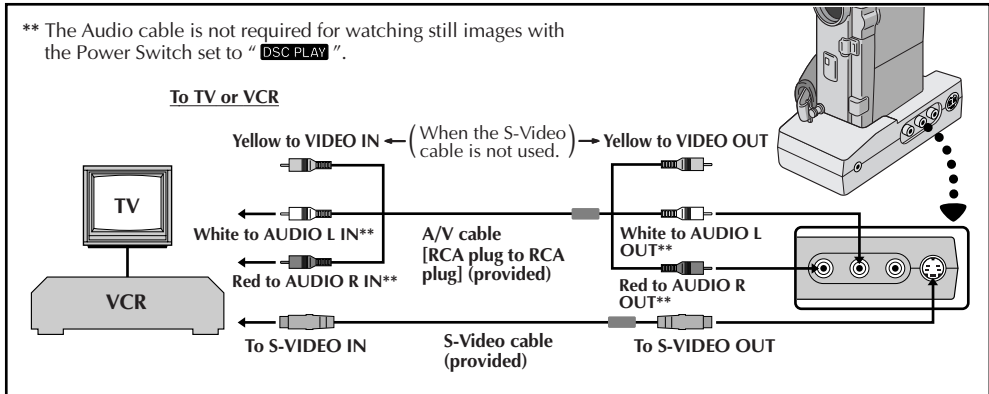 ** The Audio cable is not required for watching still images with
the Power Switch set to “ DSC PLAY ”.
To TV or VCR
Yellow to VIDEO IN
(When the S-Video
cable is not used.)
Yellow to VIDEO OUT
TV
White to AUDIO L IN**
A/V cable
[RCA plug to RCA
plug] (provided)
White to AUDIO L
OUT**
Red to AUDIO R IN**
Red to AUDIO R
OUT**
VCR
To S-VIDEO IN
S-Video cable
(provided)
To S-VIDEO OUT